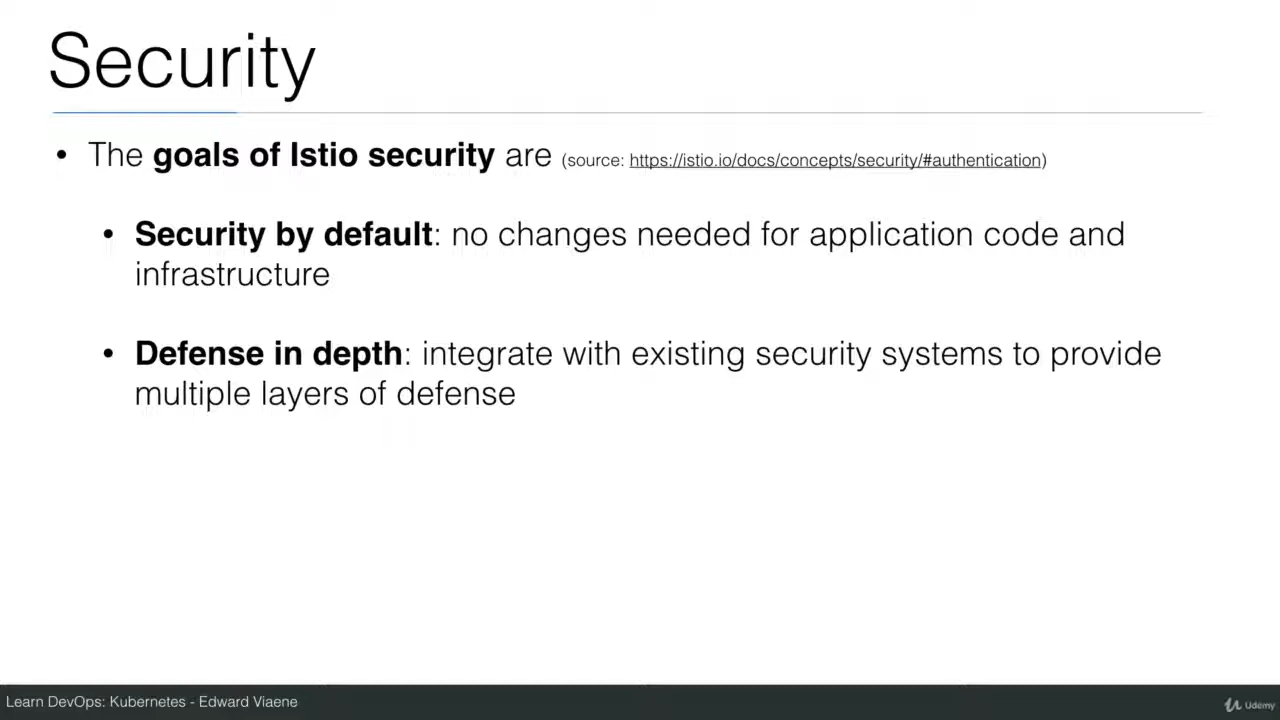 Security
• The goals of Istio security are (source: https://istio.io/docs/concepts/security/#authentication)
• Security by default: no changes needed for application code and
infrastructure
• Defense in depth: integrate with existing security systems to provide
multiple layers of defense
Learn DevOps: Kubernetes - Edward Viaene
Udemy